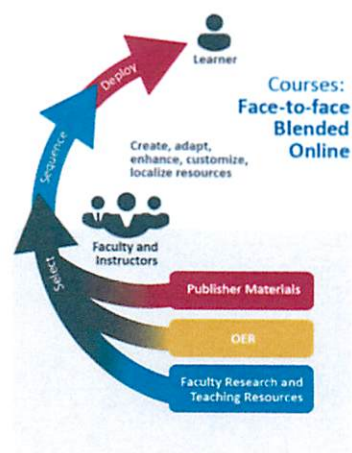 Deploy
Learner
Courses:
Face-to-face
Blended
Online
Sequence
Create, adapt,
enhance, customize,
localize resources
Faculty and
Instructors
Select
Publisher Materials
OER
Faculty Research and
Teaching Resources